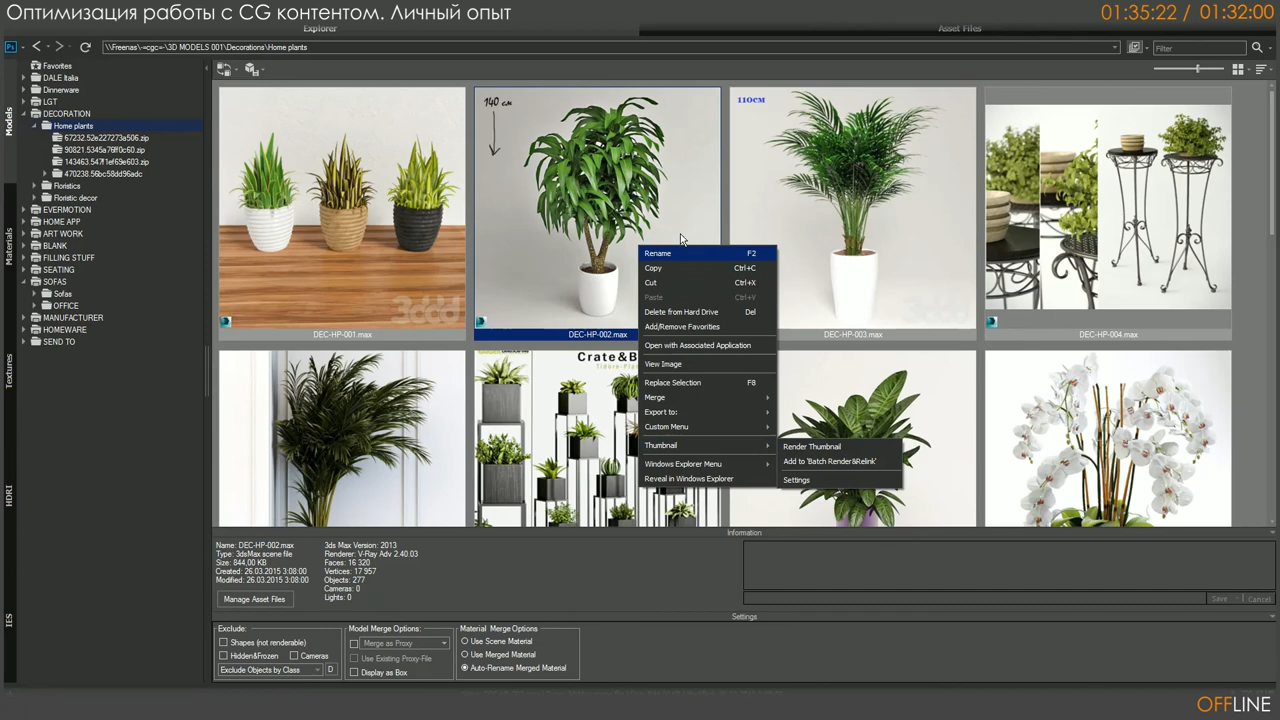 Оптимизация работы с CG контентом. Личный опыт
01:35:22 / 01:32:00
Explorer
Asset Files
Ps
\\Freenas\-=cgc=-\3D MODELS 001\Decorations\Home plants
Filter
Models
Materials
Textures
HDRI
IES
Favorites
DALE Italia
Dinnerware
LGT
DECORATION
Home plants
67232.52e227273a506.zip
90821.5345a76ff0c60.zip
143463.547f1ef69e603.zip
470238.56bc58dd96adc
Floristics
Floristic decor
EVERMOTION
HOME APP
ART WORK
BLANK
FILLING STUFF
SEATING
SOFAS
Sofas
OFFICE
MANUFACTURER
HOMEWARE
SEND TO
140 см
110см
DEC-HP-001.max
DEC-HP-002.max
DEC-HP-003.max
DEC-HP-004.max
Crate&B
Rename F2
Copy Ctrl+C
Cut Ctrl+X
Paste Ctrl+V
Delete from Hard Drive Del
Add/Remove Favorities
Open with Associated Application
View Image
Replace Selection F8
Merge
Export to:
Custom Menu
Thumbnail
Windows Explorer Menu
Reveal in Windows Explorer
Render Thumbnail
Add to 'Batch Render&Relink'
Settings
Information
Name: DEC-HP-002.max
Type: 3dsMax scene file
Size: 844,00 KB
Created: 26.03.2015 3:08:00
Modified: 26.03.2015 3:08:00
3ds Max Version: 2013
Renderer: V-Ray Adv 2.40.03
Faces: 16 320
Vertices: 17 957
Objects: 277
Cameras: 0
Lights: 0
Manage Asset Files
Save
Cancel
Settings
Exclude:
Shapes (not renderable)
Hidden&Frozen
Cameras
Exclude Objects by Class
D
Model Merge Options:
Merge as Proxy
Use Existing Proxy-File
Display as Box
Material Merge Options
Use Scene Material
Use Merged Material
Auto-Rename Merged Material
OFFLINE